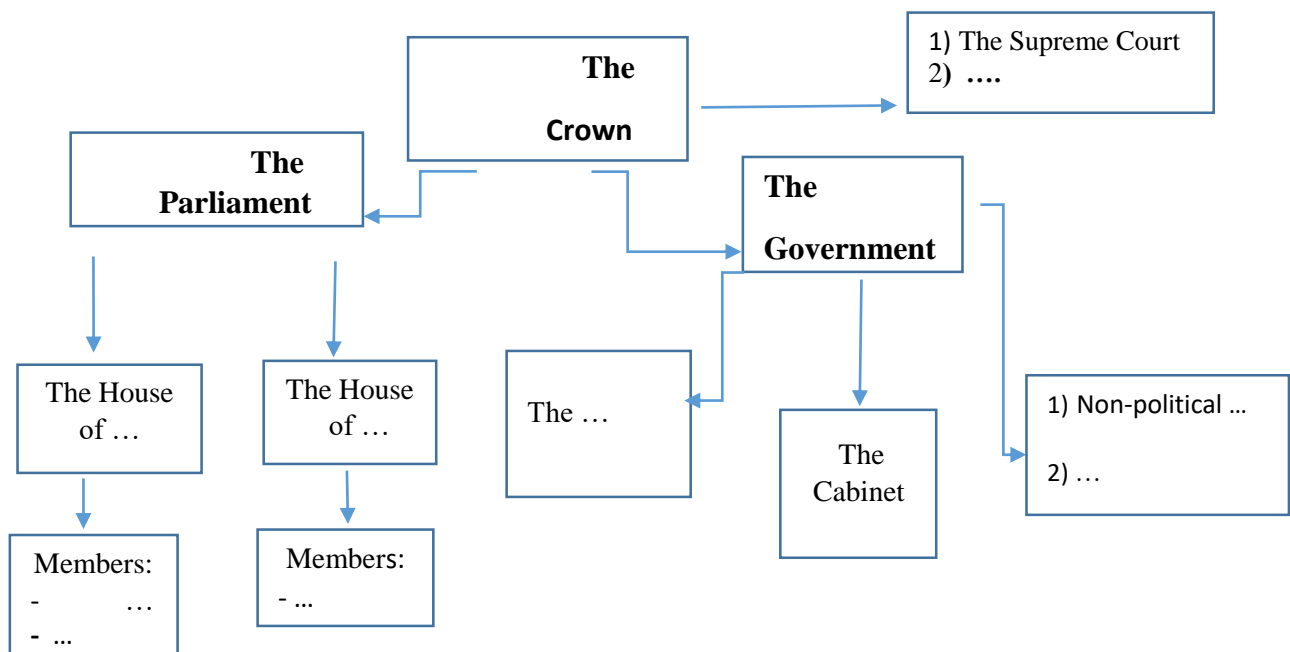 The
Crown
1) The Supreme Court
2) ….
The
Parliament
The
Government
The House
of …
The House
of …
The …
The
Cabinet
1) Non-political …
2) …
Members:
- …
- …
Members:
- …